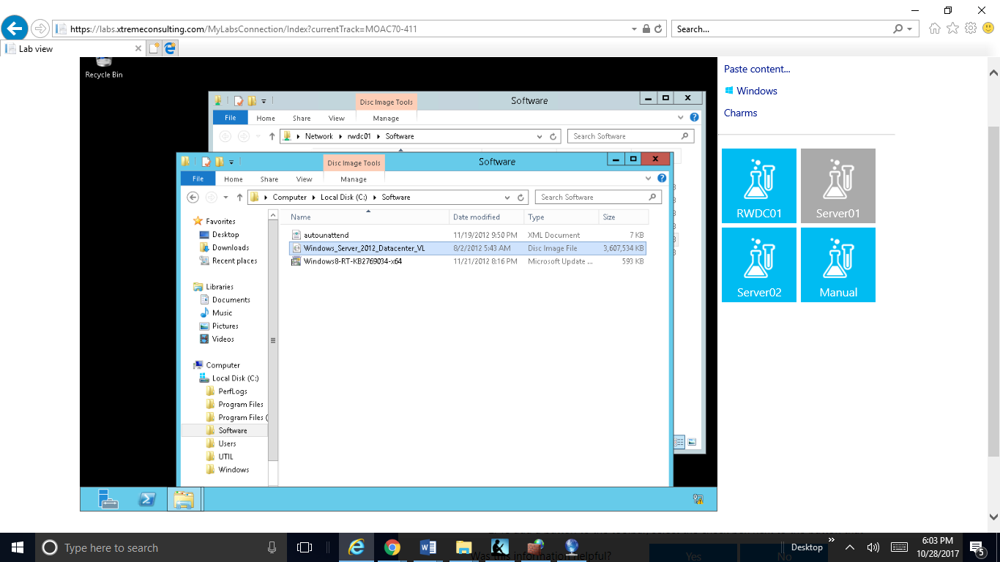 https://labs.xtremeconsulting.com/MyLabsConnection/Index?currentTrack=MOAC70-411
Search...
Lab view
Recycle Bin
Disc Image Tools
Software
File Home Share View Manage
Network rwdc01 Software
Search Software
Disc Image Tools
Software
File Home Share View Manage
Computer Local Disk (C:) Software
Search Software
Name Date modified Type Size
autounattend 11/19/2012 9:50 PM XML Document 7 KB
Windows_Server_2012_Datacenter_VL 8/2/2012 5:43 AM Disc Image File 3,607,534 KB
Windows8-RT-KB2769034-x64 11/21/2012 8:16 PM Microsoft Update ... 593 KB
Favorites
Desktop
Downloads
Recent places
Libraries
Documents
Music
Pictures
Videos
Computer
Local Disk (C:)
PerfLogs
Program Files
Program Files (
Software
Users
UTIL
Windows
Paste content...
Windows
Charms
RWDC01
Server01
Server02
Manual
Was this information helpful?
Yes
No
Type here to search
Desktop
6:03 PM
10/28/2017
5